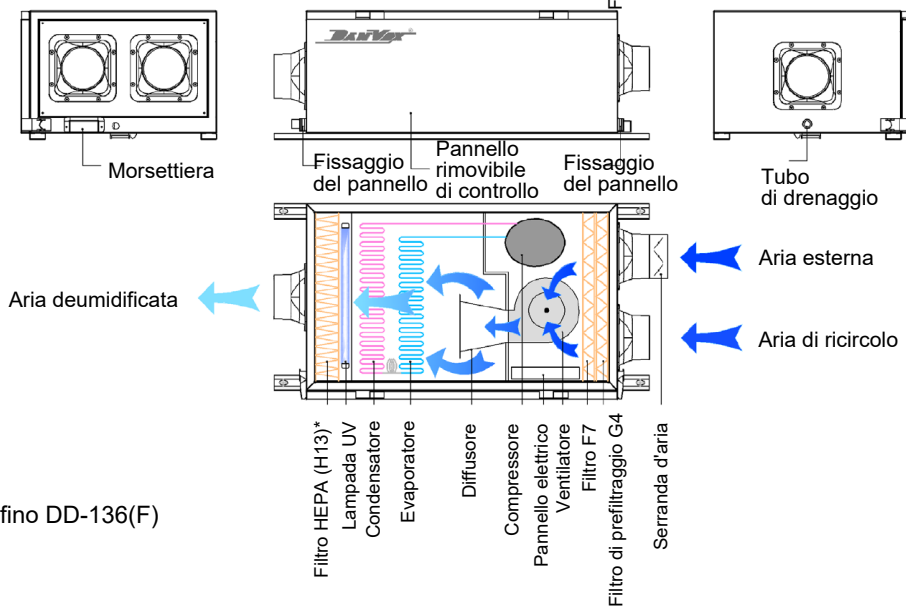 DanVex®
Morsettiera
Fissaggio
del pannello
Pannello
rimovibile
di controllo
Fissaggio
del pannello
Tubo
di drenaggio
Aria deumidificata
Aria esterna
Aria di ricircolo
Filtro HEPA (H13)*
Lampada UV
Condensatore
Evaporatore
Diffusore
Compressore
Pannello elettrico
Ventilatore
Filtro F7
Filtro di prefiltraggio G4
Serranda d'aria
fino DD-136(F)